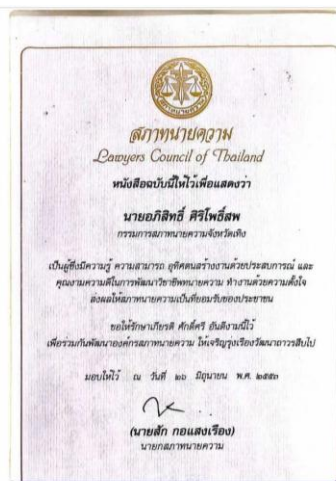 สภาทนายความ
Lawyers Council of Thailand
หนังสือฉบับนี้ให้ไว้เพื่อแสดงว่า
นายอภิสิทธิ์ ศิริโพธิ์สพ
กรรมการสภาทนายความจังหวัดเทิง
เป็นผู้ซึ่งมีความรู้ ความสามารถ อุทิศตนสร้างงานด้วยประสบการณ์ และ
คุณงามความดีในการพัฒนาวิชาชีพทนายความ ทำงานด้วยความตั้งใจ
ส่งผลให้สภาทนายความเป็นที่ยอมรับของประชาชน
ขอให้รักษาเกียรติ ศักดิ์ศรี อันดีงามนี้ไว้
เพื่อร่วมกันพัฒนาองค์กรสภาทนายความ ให้เจริญรุ่งเรืองวัฒนาถาวรสืบไป
มอบให้ไว้ ณ วันที่ ๒๖ มิถุนายน พ.ศ. ๒๕๕๓
(นายสัก กอแสงเรือง)
นายกสภาทนายความ